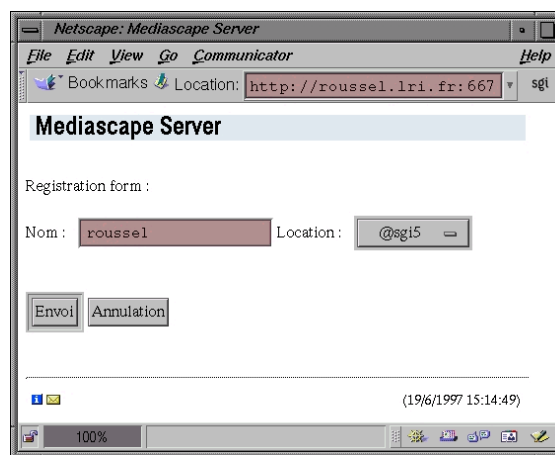 Netscape: Mediascape Server
File Edit View Go Communicator Help
Bookmarks Location: http://roussel.lri.fr:667 sgi
Mediascape Server
Registration form :
Nom : roussel Location : @sgi5
Envoi Annulation
(19/6/1997 15:14:49)
100%